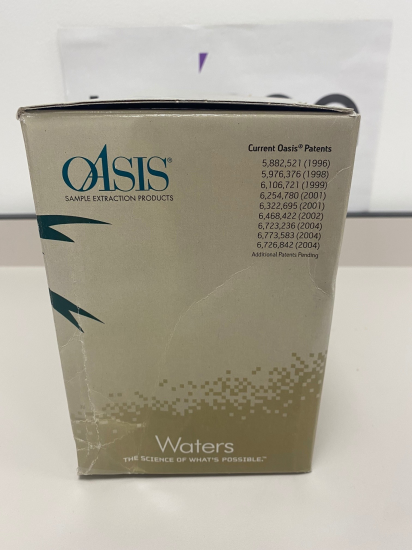 OASIS®
SAMPLE EXTRACTION PRODUCTS
Current Oasis® Patents
5,882,521 (1996)
5,976,376 (1998)
6,106,721 (1999)
6,254,780 (2001)
6,322,695 (2001)
6,468,422 (2002)
6,723,236 (2004)
6,773,583 (2004)
6,726,842 (2004)
Additional Patents Pending
Waters
THE SCIENCE OF WHAT'S POSSIBLE.™